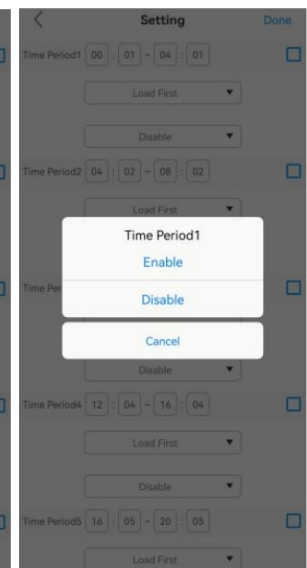 Setting Done
Time Period1 00 : 01 ~ 04 : 01
Load First ▼
Disable ▼
Time Period2 04 : 02 ~ 08 : 02
Load First ▼
Time Period1
Enable
Time Per
Disable
Cancel
Disable ▼
Time Period4 12 : 04 ~ 16 : 04
Load First ▼
Disable ▼
Time Period5 16 : 05 ~ 20 : 05
Load First ▼